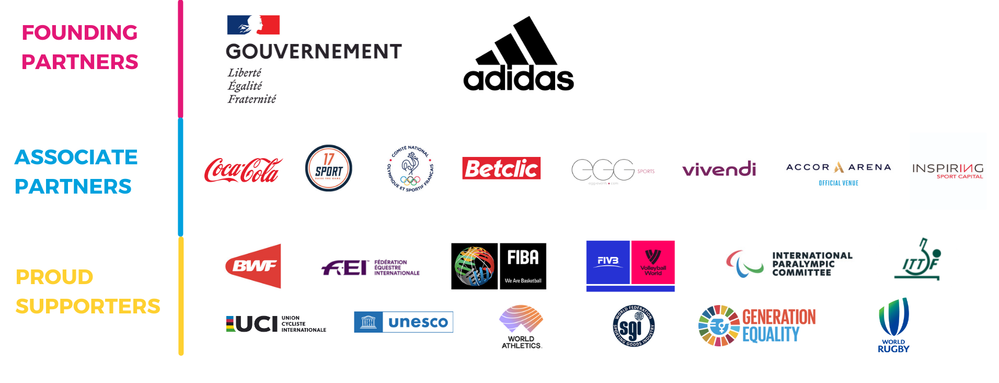 FOUNDING
PARTNERS
GOUVERNEMENT
Liberté
Égalité
Fraternité
adidas
ASSOCIATE
PARTNERS
Coca-Cola
17
SPORT
RAISE THE GAME
COMITÉ NATIONAL
OLYMPIQUE ET SPORTIF FRANÇAIS
Betclic
eGG SPORTS
egg-events • com
vivendi
ACCOR ARENA
OFFICIAL VENUE
INSPIRING
SPORT CAPITAL
PROUD
SUPPORTERS
BWF
FEI™
FÉDÉRATION
ÉQUESTRE
INTERNATIONALE
FIBA
We Are Basketball
FIVB
Volleyball
World
INTERNATIONAL
PARALYMPIC
COMMITTEE
ITTF
UCI
UNION
CYCLISTE
INTERNATIONALE
unesco
WORLD
ATHLETICS.
WORLD FEDERATION
sgi
SPORTING GOODS INDUSTRY
GENERATION
EQUALITY
WORLD
RUGBY